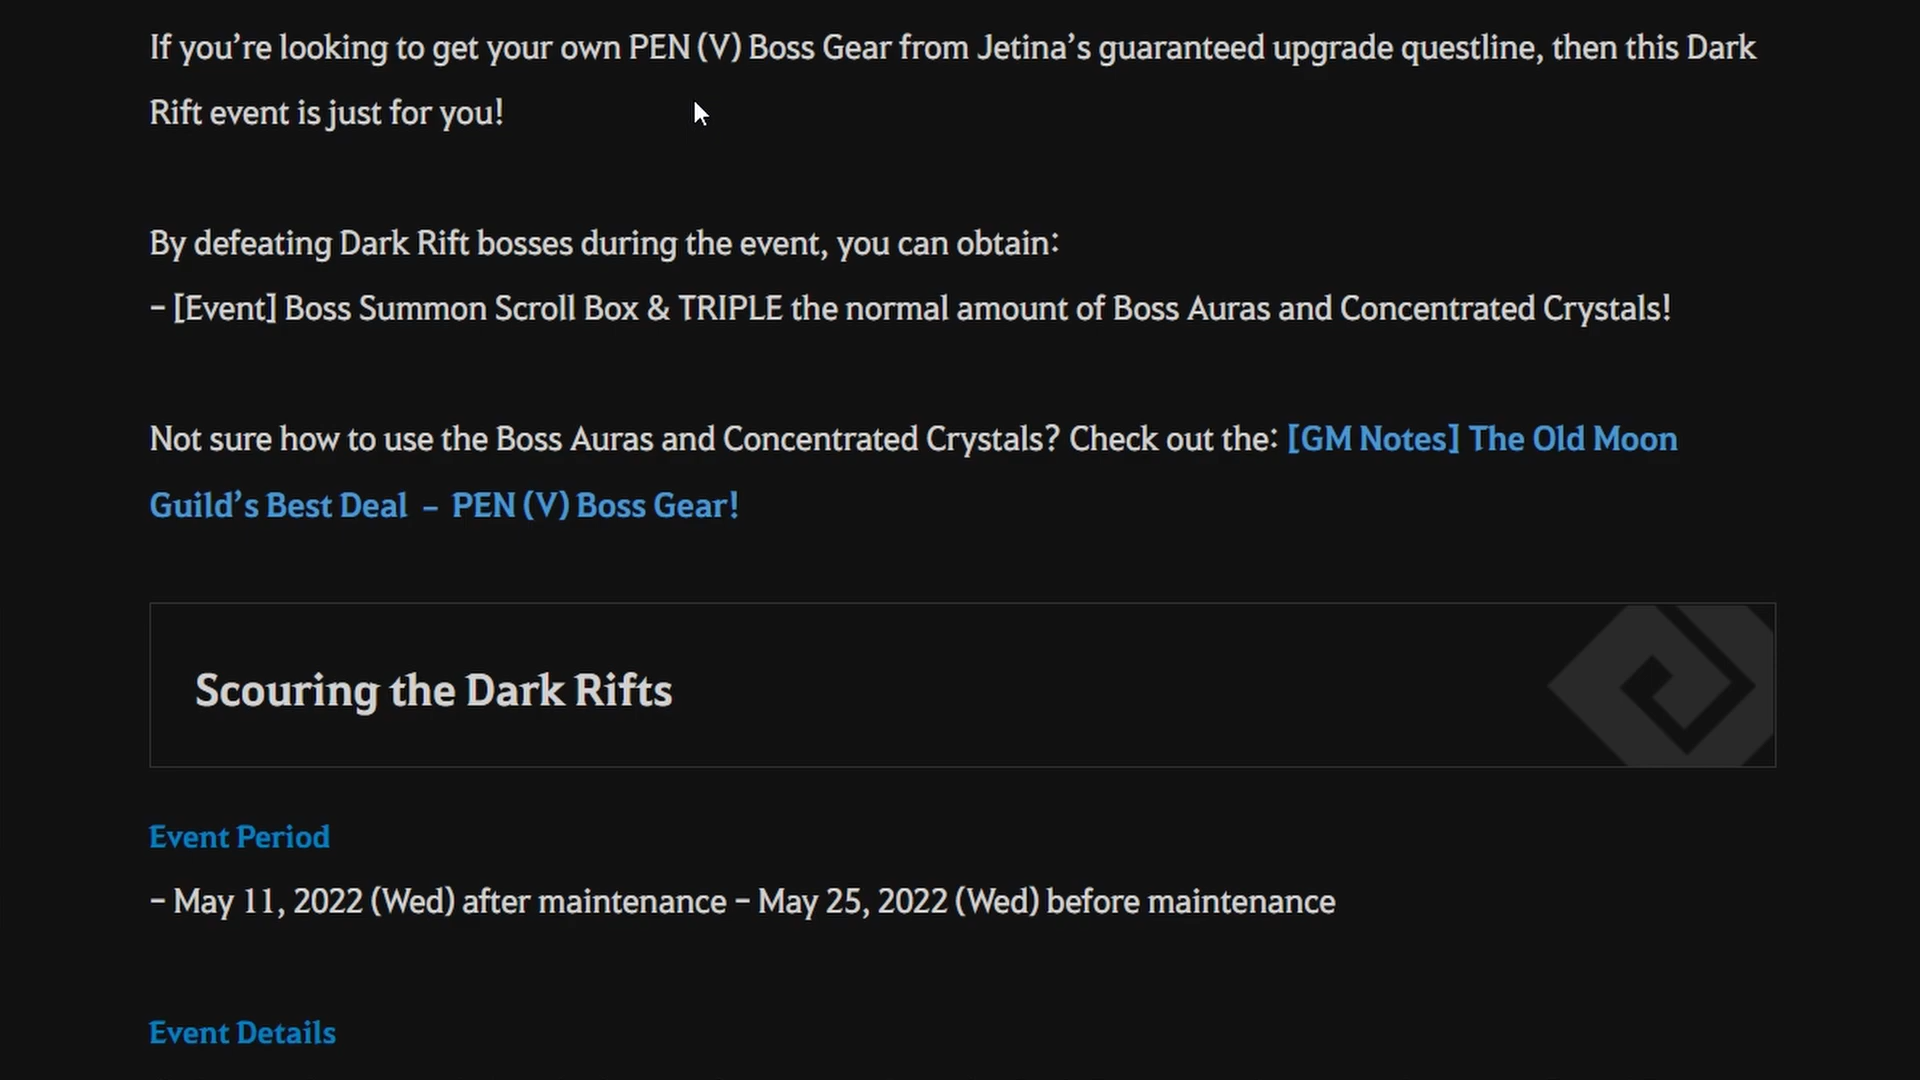 If you're looking to get your own PEN (V) Boss Gear from Jetina's guaranteed upgrade questline, then this Dark
Rift event is just for you!
By defeating Dark Rift bosses during the event, you can obtain:
- [Event] Boss Summon Scroll Box & TRIPLE the normal amount of Boss Auras and Concentrated Crystals!
Not sure how to use the Boss Auras and Concentrated Crystals? Check out the: [GM Notes] The Old Moon
Guild's Best Deal – PEN (V) Boss Gear!
Scouring the Dark Rifts
Event Period
- May 11, 2022 (Wed) after maintenance - May 25, 2022 (Wed) before maintenance
Event Details